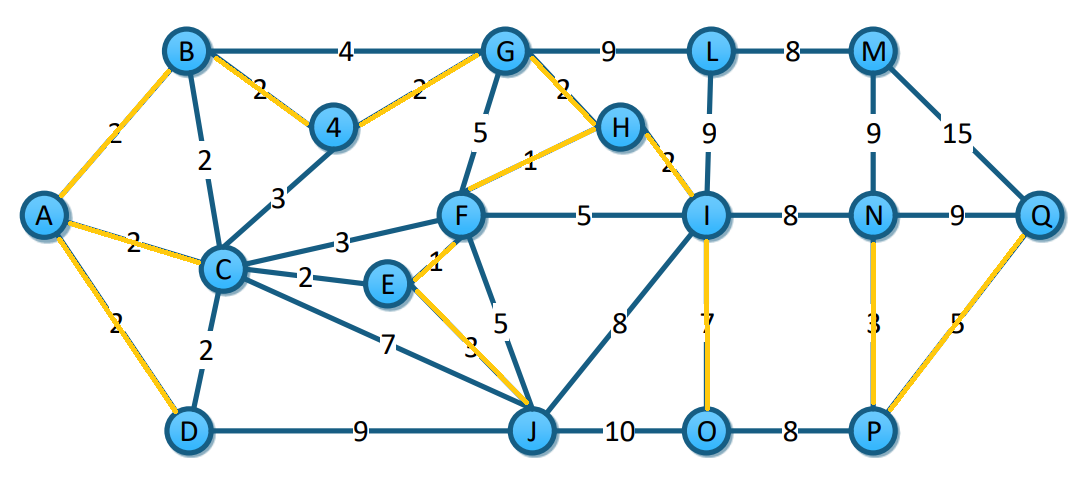 B 4 G 9 L 8 M
2 2 2
4 H
2 2 5 9 9 15
1 2
3
A F 5 I 8 N 9 Q
2 3
C 2 E 1
2 5 8 7 3 5
2 7 3
D 9 J 10 O 8 P